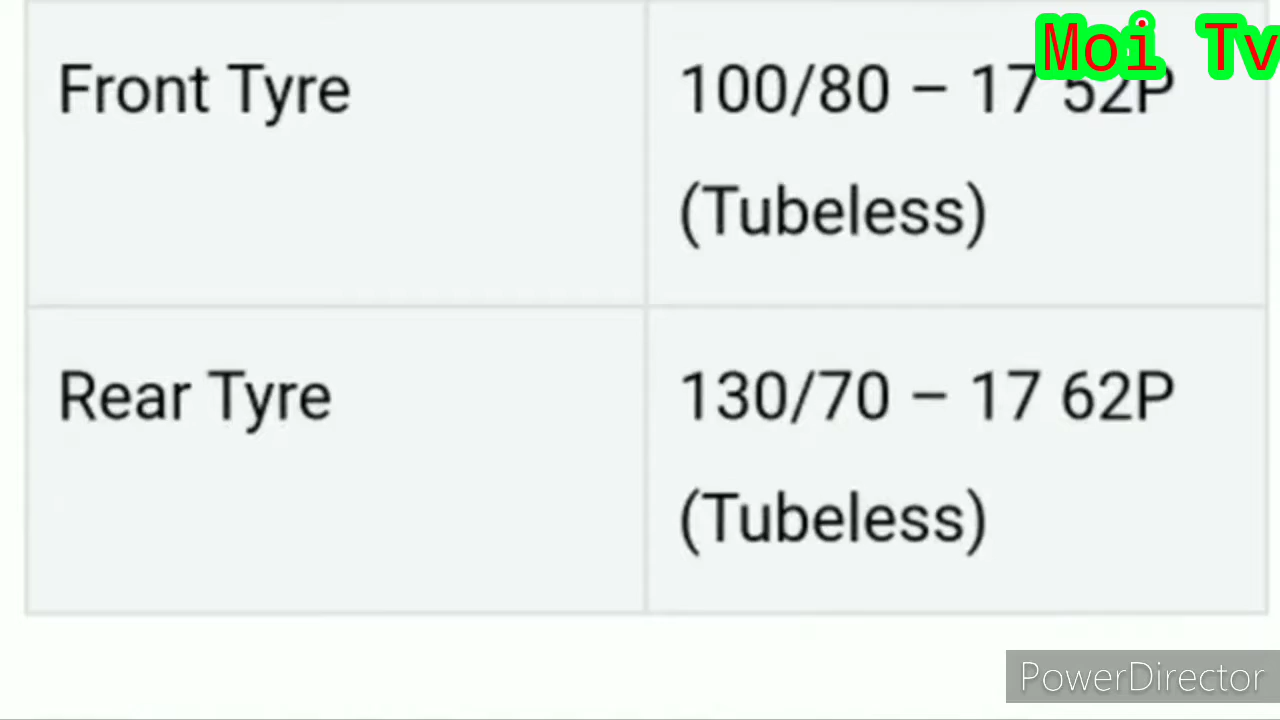 Moi Tv
Front Tyre
100/80 – 17 52P
(Tubeless)
Rear Tyre
130/70 – 17 62P
(Tubeless)
PowerDirector